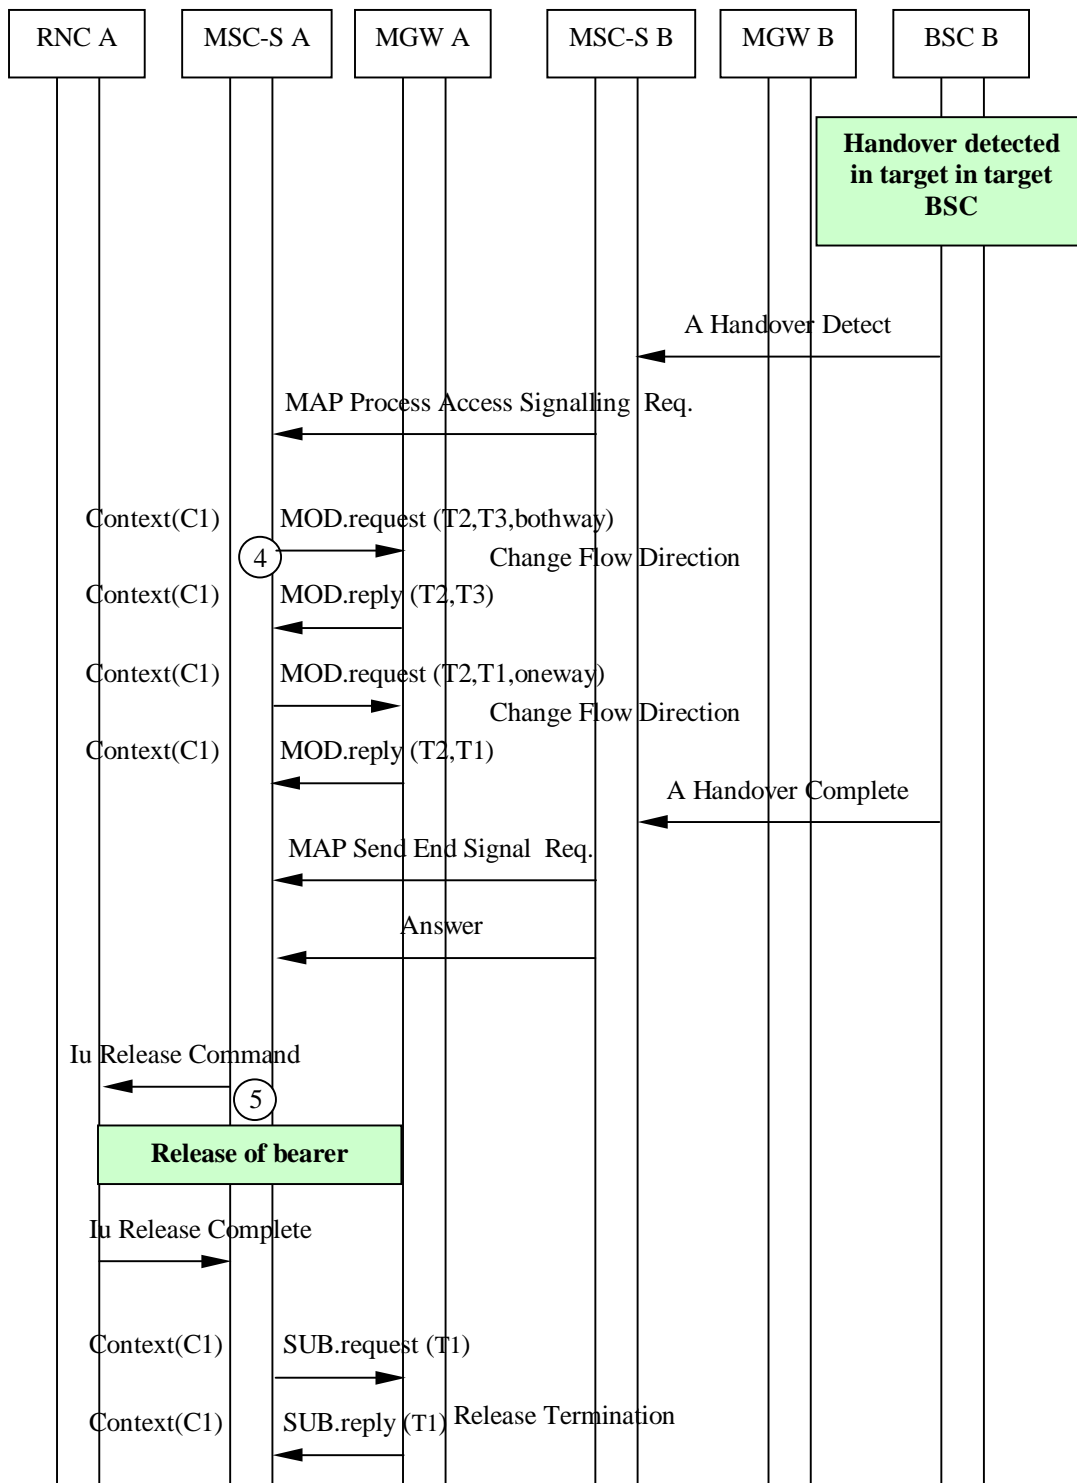 RNC A
MSC-S A
MGW A
MSC-S B
MGW B
BSC B
Handover detected
in target in target
BSC
A Handover Detect
MAP Process Access Signalling Req.
Context(C1)
MOD.request (T2,T3,bothway)
4
Change Flow Direction
Context(C1)
MOD.reply (T2,T3)
Context(C1)
MOD.request (T2,T1,oneway)
Change Flow Direction
Context(C1)
MOD.reply (T2,T1)
A Handover Complete
MAP Send End Signal Req.
Answer
Iu Release Command
5
Release of bearer
Iu Release Complete
Context(C1)
SUB.request (T1)
Context(C1)
SUB.reply (T1)
Release Termination